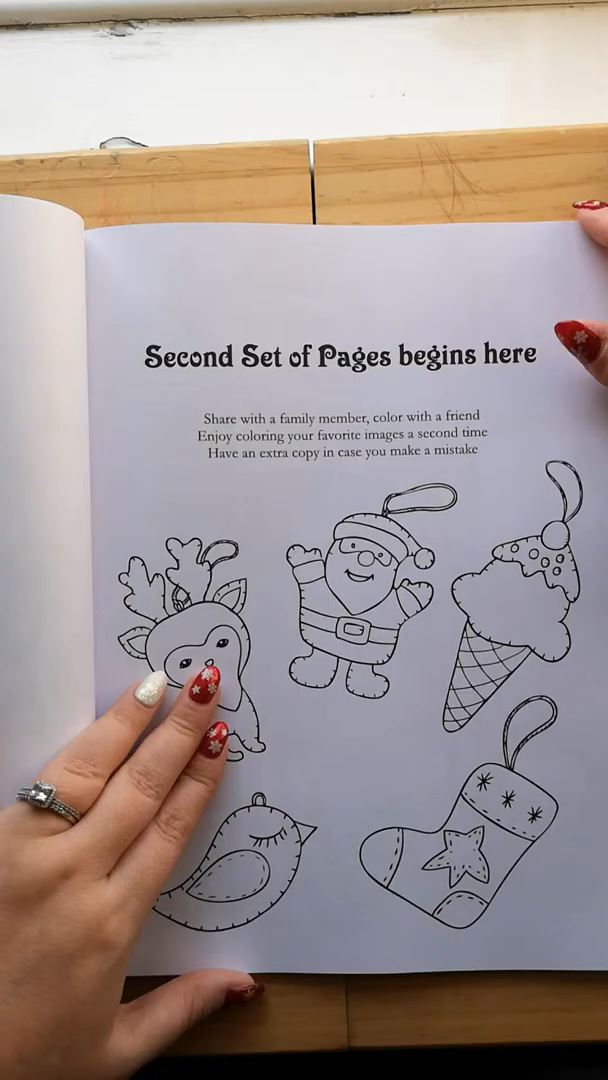 Second Set of Pages begins here
Share with a family member, color with a friend
Enjoy coloring your favorite images a second time
Have an extra copy in case you make a mistake